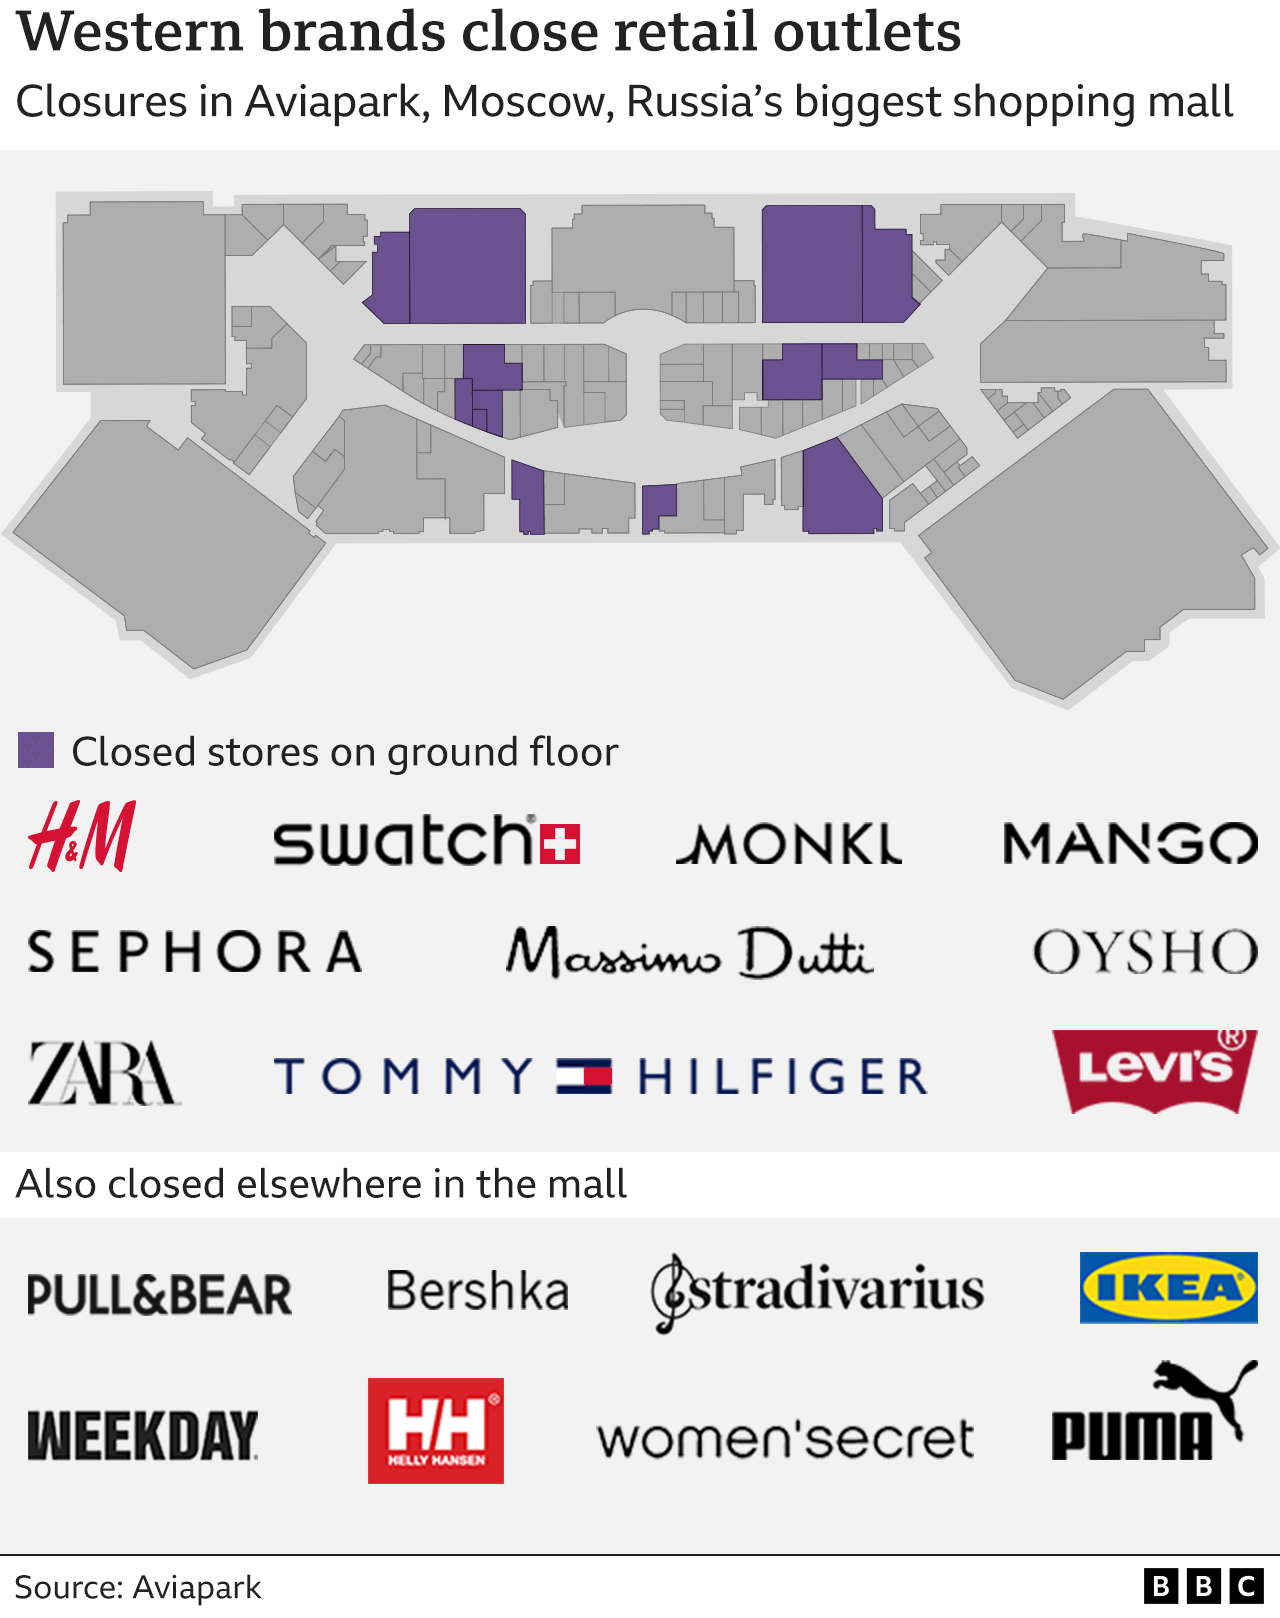 Western brands close retail outlets
Closures in Aviapark, Moscow, Russia’s biggest shopping mall
Closed stores on ground floor
H&M swatch® MONKI MANGO
SEPHORA Massimo Dutti OYSHO
ZARA TOMMY HILFIGER LEVI'S®
Also closed elsewhere in the mall
PULL&BEAR Bershka stradivarius IKEA®
WEEKDAY. HH® HELLY HANSEN women'secret PUMA
Source: Aviapark BBC